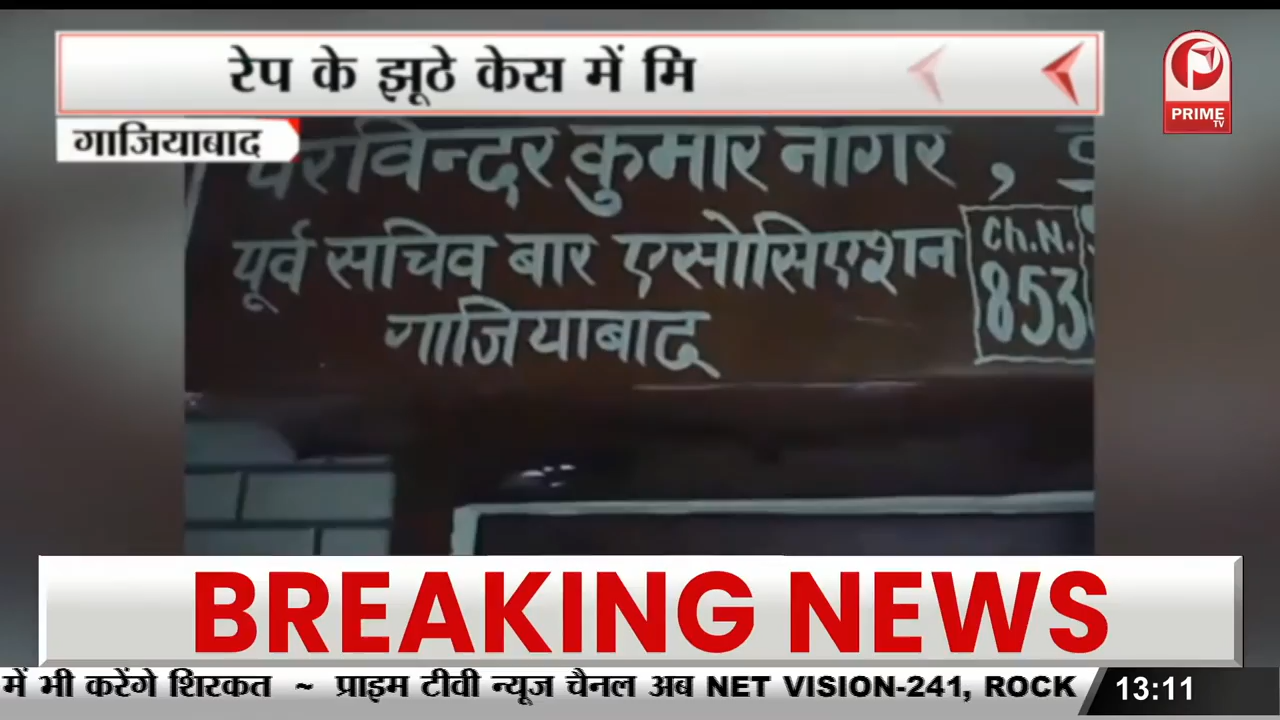 रेप के झूठे केस में मि
PRIME
TV
गाजियाबाद
परविन्दर कुमार नागर ,
पूर्व सचिव बार एसोसिएशन
Ch.N.
853
गाजियाबाद
BREAKING NEWS
में भी करेंगे शिरकत ~ प्राइम टीवी न्यूज चैनल अब NET VISION-241, ROCK
13:11